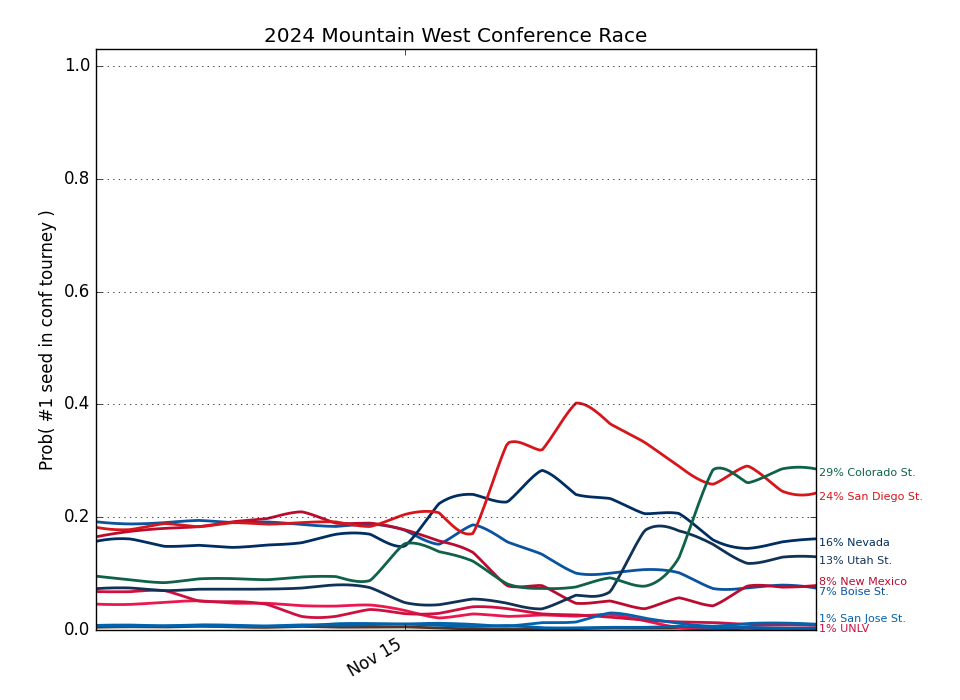 2024 Mountain West Conference Race
Prob( #1 seed in conf tourney )
1.0
0.8
0.6
0.4
0.2
0.0
Nov 15
29% Colorado St.
24% San Diego St.
16% Nevada
13% Utah St.
8% New Mexico
7% Boise St.
1% San Jose St.
1% UNLV